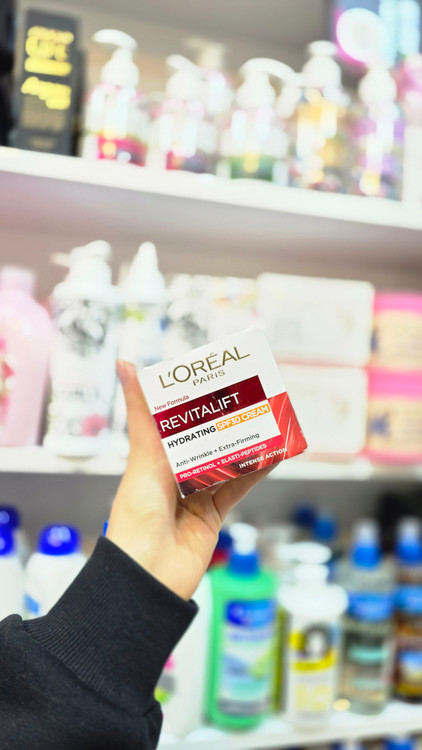 L'ORÉAL
PARIS
New Formula
REVITALIFT
HYDRATING SPF30 CREAM
Anti-Wrinkle + Extra-Firming
PRO-RETINOL + ELASTI-PEPTIDES
INTENSE ACTION